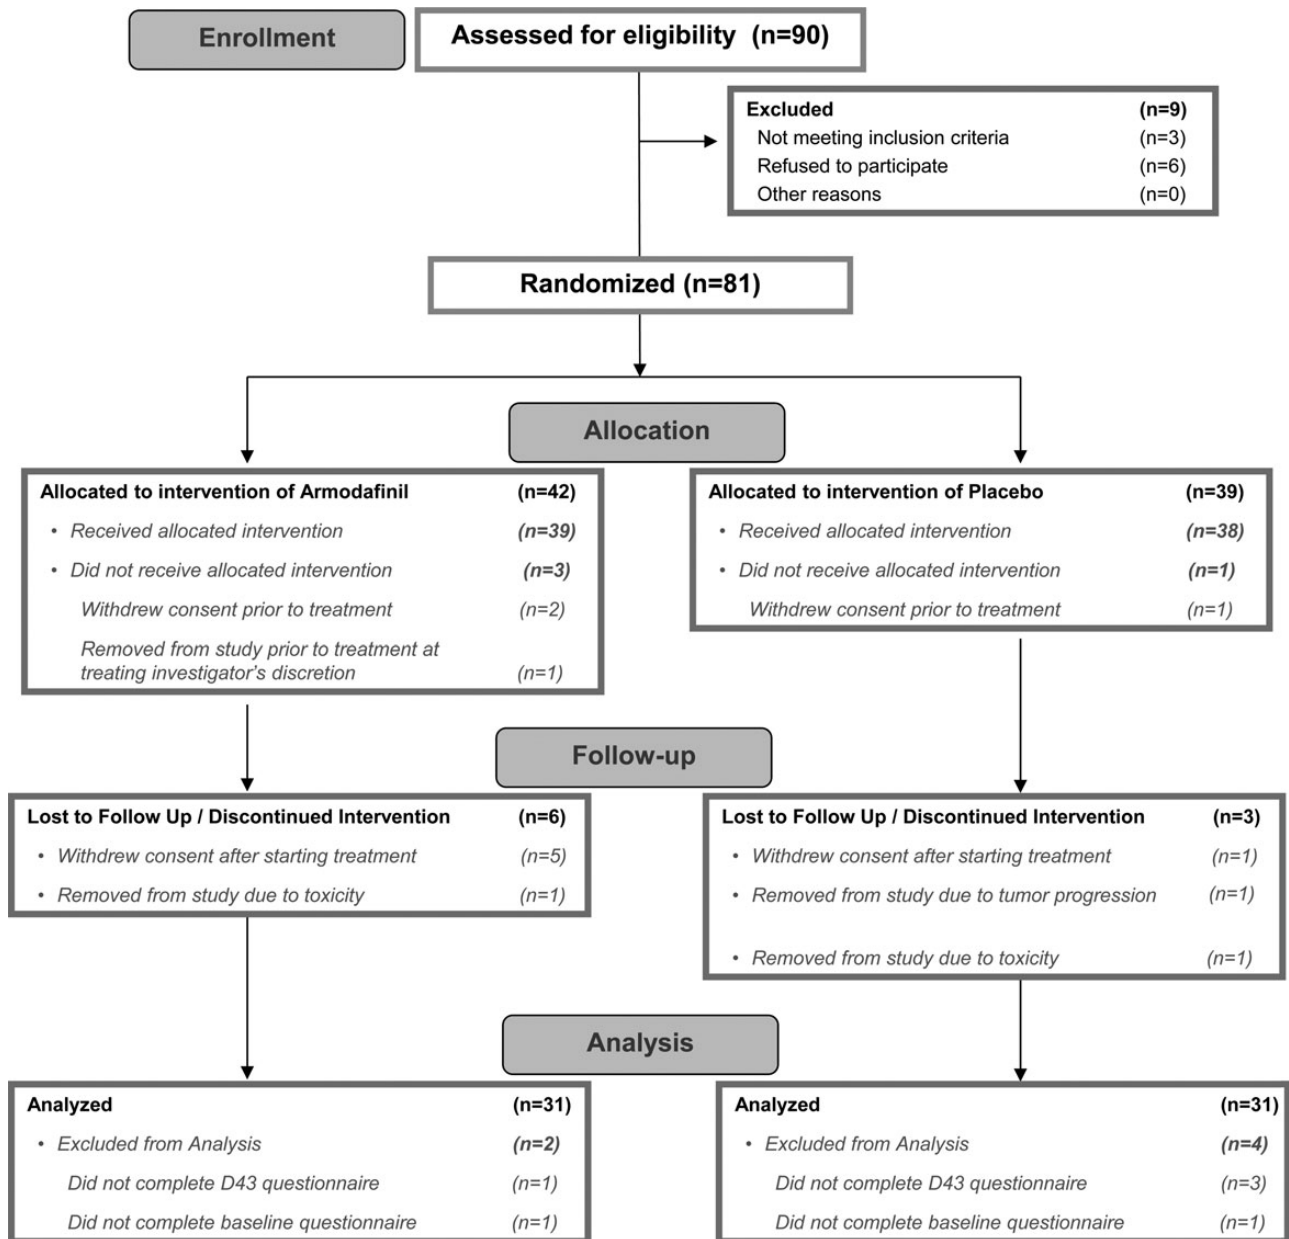 Enrollment
Assessed for eligibility (n=90)
Excluded (n=9)
Not meeting inclusion criteria (n=3)
Refused to participate (n=6)
Other reasons (n=0)
Randomized (n=81)
Allocation
Allocated to intervention of Armodafinil (n=42)
• Received allocated intervention (n=39)
• Did not receive allocated intervention (n=3)
Withdrew consent prior to treatment (n=2)
Removed from study prior to treatment at
treating investigator’s discretion (n=1)
Allocated to intervention of Placebo (n=39)
• Received allocated intervention (n=38)
• Did not receive allocated intervention (n=1)
Withdrew consent prior to treatment (n=1)
Follow-up
Lost to Follow Up / Discontinued Intervention (n=6)
• Withdrew consent after starting treatment (n=5)
• Removed from study due to toxicity (n=1)
Lost to Follow Up / Discontinued Intervention (n=3)
• Withdrew consent after starting treatment (n=1)
• Removed from study due to tumor progression (n=1)
• Removed from study due to toxicity (n=1)
Analysis
Analyzed (n=31)
• Excluded from Analysis (n=2)
Did not complete D43 questionnaire (n=1)
Did not complete baseline questionnaire (n=1)
Analyzed (n=31)
• Excluded from Analysis (n=4)
Did not complete D43 questionnaire (n=3)
Did not complete baseline questionnaire (n=1)